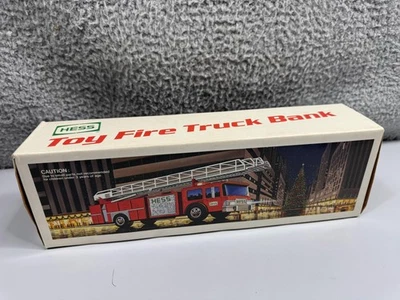 HESS
Toy Fire Truck Bank
CAUTION:
HESS